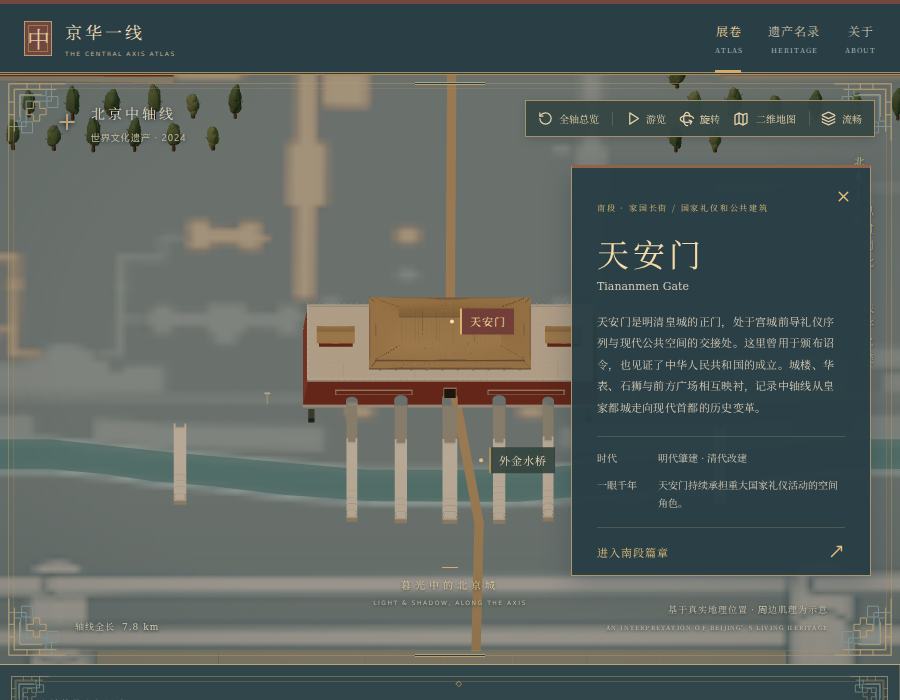 中
京华一线
THE CENTRAL AXIS ATLAS
展卷
ATLAS
遗产名录
HERITAGE
关于
ABOUT
北京中轴线
世界文化遗产 · 2024
全轴总览
游览
旋转
二维地图
流畅
北
南段 · 家国长街 / 国家礼仪和公共建筑
天安门
Tiananmen Gate
天安门是明清皇城的正门，处于宫城前导礼仪序
列与现代公共空间的交接处。这里曾用于颁布诏
令，也见证了中华人民共和国的成立。城楼、华
表、石狮与前方广场相互映衬，记录中轴线从皇
家都城走向现代首都的历史变革。
时代
明代肇建 · 清代改建
一眼千年
天安门持续承担重大国家礼仪活动的空间
角色。
进入南段篇章
天安门
外金水桥
暮光中的北京城
LIGHT & SHADOW, ALONG THE AXIS
轴线全长 7.8 km
基于真实地理位置 · 周边肌理为示意
AN INTERPRETATION OF BEIJING'S LIVING HERITAGE